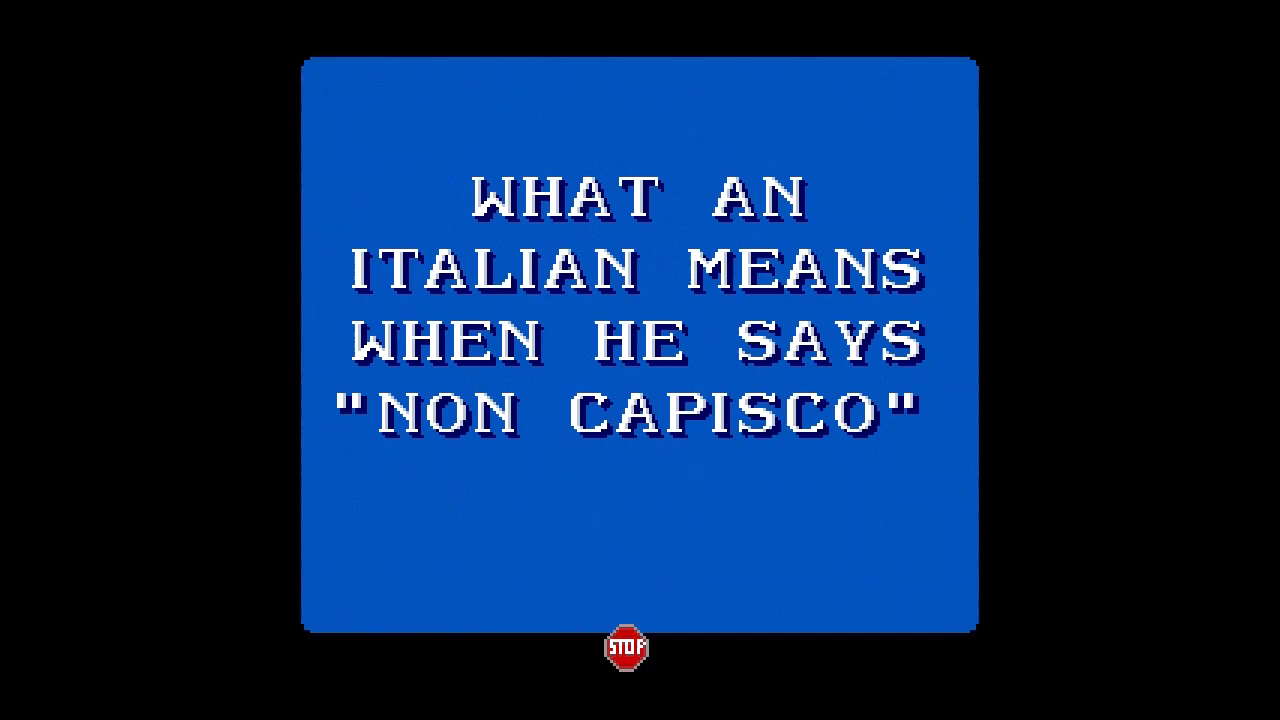 WHAT AN
ITALIAN MEANS
WHEN HE SAYS
"NON CAPISCO"
STOP